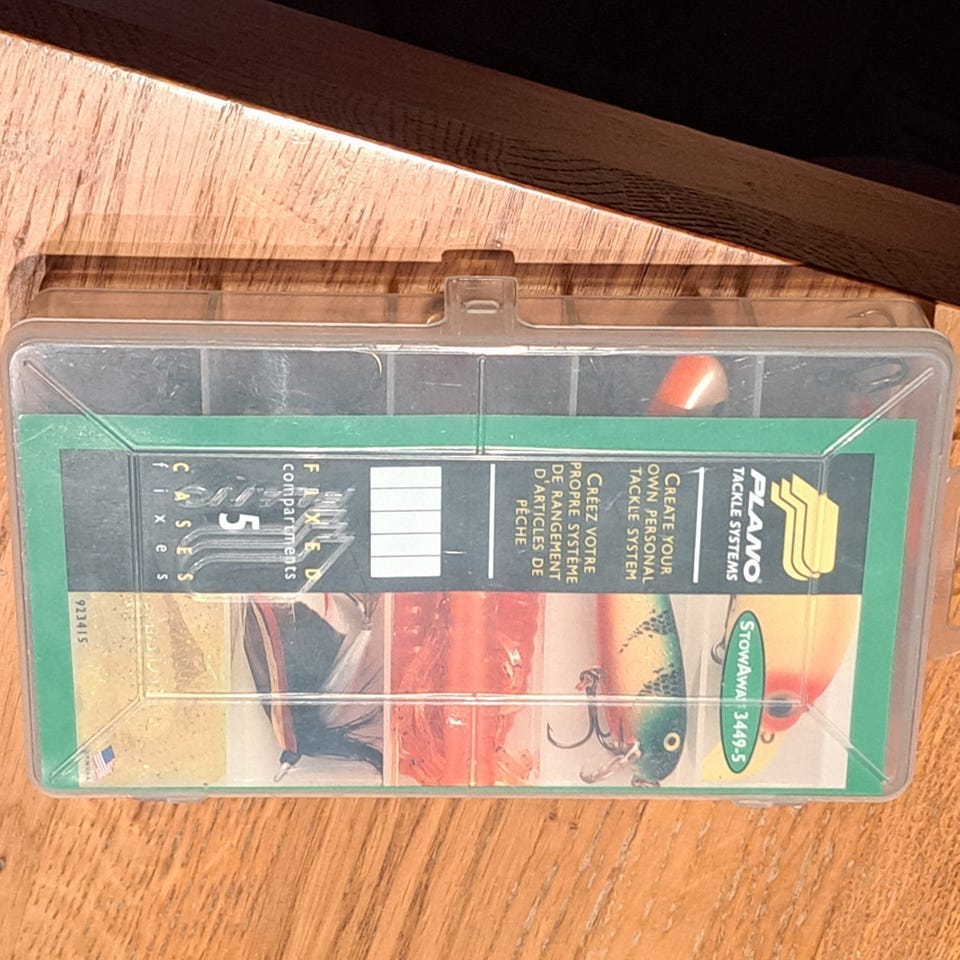 PLANO®
TACKLE SYSTEMS
CREATE YOUR
OWN PERSONAL
TACKLE SYSTEM
CRÉEZ VOTRE
PROPRE SYSTÈME
DE RANGEMENT
D'ARTICLES DE
PÊCHE
FIXED
compartments
5
CASES
fixes
STOWAWAY 3449-5
923415